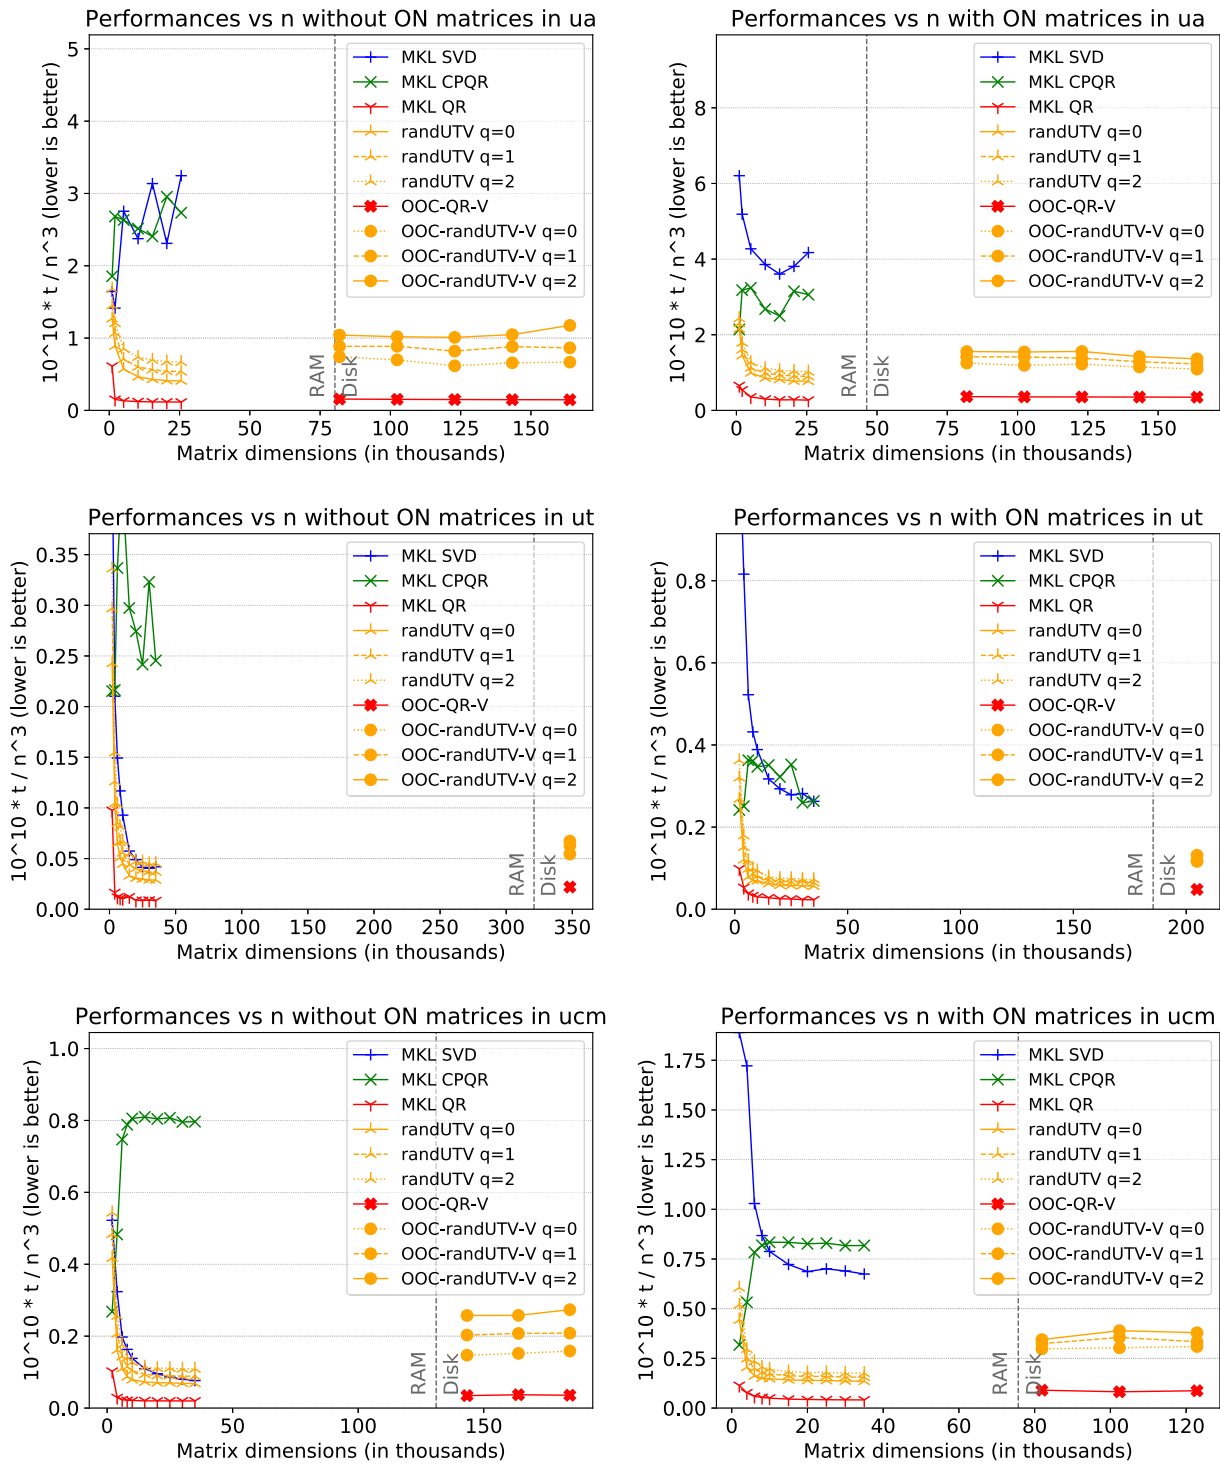 Performances vs n without ON matrices in ua
10^10 * t / n^3 (lower is better)
5
4
3
2
1
0
MKL SVD
MKL CPQR
MKL QR
randUTV q=0
randUTV q=1
randUTV q=2
OOC-QR-V
OOC-randUTV-V q=0
OOC-randUTV-V q=1
OOC-randUTV-V q=2
RAM
Disk
0 25 50 75 100 125 150
Matrix dimensions (in thousands)
Performances vs n with ON matrices in ua
10^10 * t / n^3 (lower is better)
8
6
4
2
0
MKL SVD
MKL CPQR
MKL QR
randUTV q=0
randUTV q=1
randUTV q=2
OOC-QR-V
OOC-randUTV-V q=0
OOC-randUTV-V q=1
OOC-randUTV-V q=2
RAM
Disk
0 25 50 75 100 125 150
Matrix dimensions (in thousands)
Performances vs n without ON matrices in ut
10^10 * t / n^3 (lower is better)
0.35
0.30
0.25
0.20
0.15
0.10
0.05
0.00
MKL SVD
MKL CPQR
MKL QR
randUTV q=0
randUTV q=1
randUTV q=2
OOC-QR-V
OOC-randUTV-V q=0
OOC-randUTV-V q=1
OOC-randUTV-V q=2
RAM
Disk
0 50 100 150 200 250 300 350
Matrix dimensions (in thousands)
Performances vs n with ON matrices in ut
10^10 * t / n^3 (lower is better)
0.8
0.6
0.4
0.2
0.0
MKL SVD
MKL CPQR
MKL QR
randUTV q=0
randUTV q=1
randUTV q=2
OOC-QR-V
OOC-randUTV-V q=0
OOC-randUTV-V q=1
OOC-randUTV-V q=2
RAM
Disk
0 50 100 150 200
Matrix dimensions (in thousands)
Performances vs n without ON matrices in ucm
10^10 * t / n^3 (lower is better)
1.0
0.8
0.6
0.4
0.2
0.0
MKL SVD
MKL CPQR
MKL QR
randUTV q=0
randUTV q=1
randUTV q=2
OOC-QR-V
OOC-randUTV-V q=0
OOC-randUTV-V q=1
OOC-randUTV-V q=2
RAM
Disk
0 50 100 150
Matrix dimensions (in thousands)
Performances vs n with ON matrices in ucm
10^10 * t / n^3 (lower is better)
1.75
1.50
1.25
1.00
0.75
0.50
0.25
0.00
MKL SVD
MKL CPQR
MKL QR
randUTV q=0
randUTV q=1
randUTV q=2
OOC-QR-V
OOC-randUTV-V q=0
OOC-randUTV-V q=1
OOC-randUTV-V q=2
RAM
Disk
0 20 40 60 80 100 120
Matrix dimensions (in thousands)